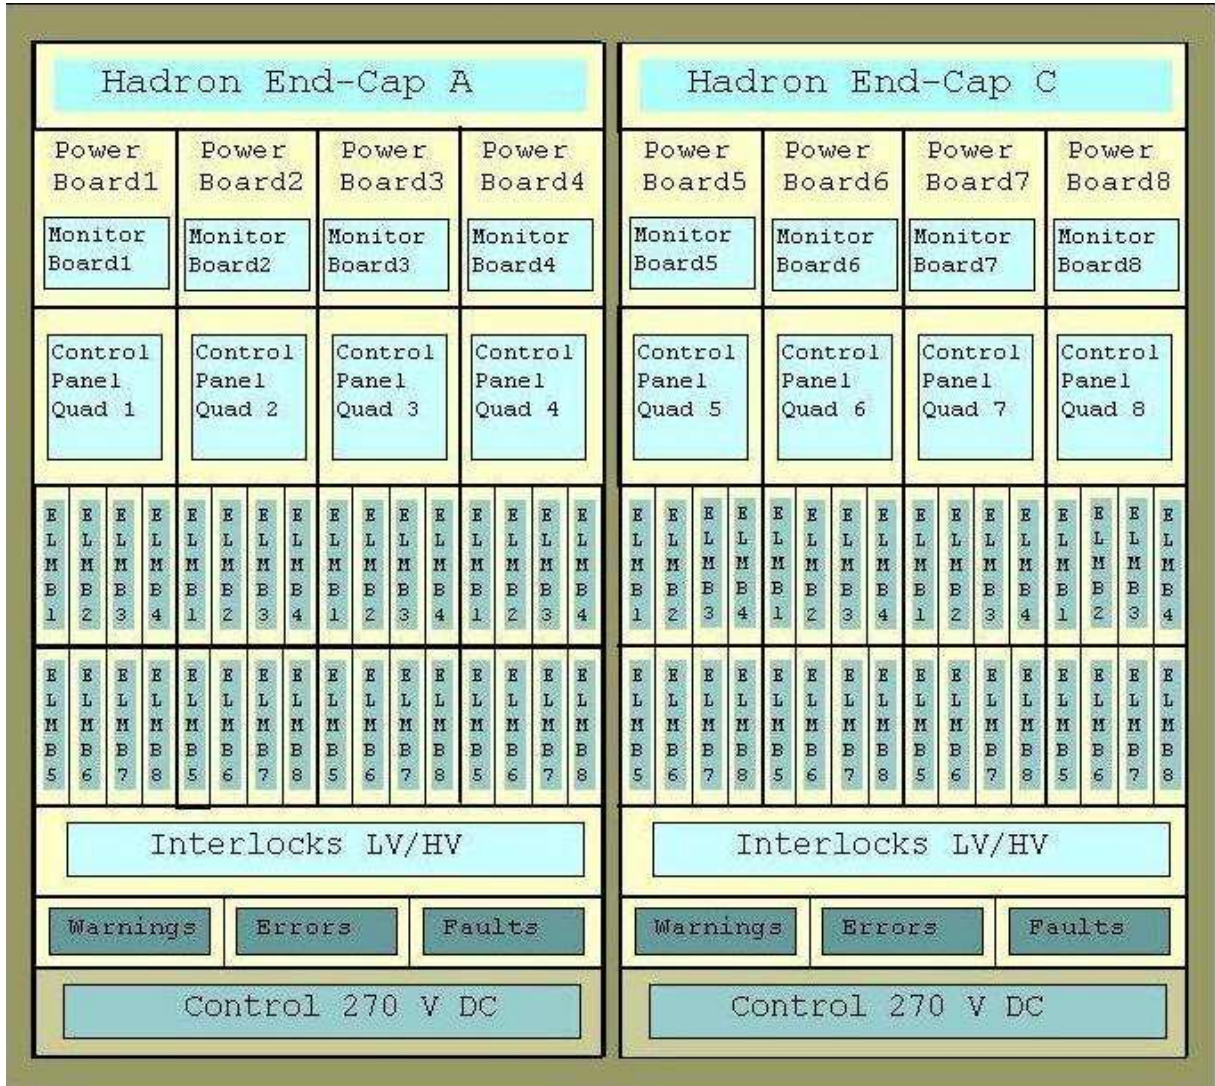 Hadron End-Cap A
Power Board1
Power Board2
Power Board3
Power Board4
Monitor Board1
Monitor Board2
Monitor Board3
Monitor Board4
Control Panel Quad 1
Control Panel Quad 2
Control Panel Quad 3
Control Panel Quad 4
ELMB1 ELMB2 ELMB3 ELMB4 ELMB1 ELMB2 ELMB3 ELMB4 ELMB1 ELMB2 ELMB3 ELMB4 ELMB1 ELMB2 ELMB3 ELMB4
ELMB5 ELMB6 ELMB7 ELMB8 ELMB5 ELMB6 ELMB7 ELMB8 ELMB5 ELMB6 ELMB7 ELMB8 ELMB5 ELMB6 ELMB7 ELMB8
Interlocks LV/HV
Warnings
Errors
Faults
Control 270 V DC
Hadron End-Cap C
Power Board5
Power Board6
Power Board7
Power Board8
Monitor Board5
Monitor Board6
Monitor Board7
Monitor Board8
Control Panel Quad 5
Control Panel Quad 6
Control Panel Quad 7
Control Panel Quad 8
ELMB1 ELMB2 ELMB3 ELMB4 ELMB1 ELMB2 ELMB3 ELMB4 ELMB1 ELMB2 ELMB3 ELMB4 ELMB1 ELMB2 ELMB3 ELMB4
ELMB5 ELMB6 ELMB7 ELMB8 ELMB5 ELMB6 ELMB7 ELMB8 ELMB5 ELMB6 ELMB7 ELMB8 ELMB5 ELMB6 ELMB7 ELMB8
Interlocks LV/HV
Warnings
Errors
Faults
Control 270 V DC